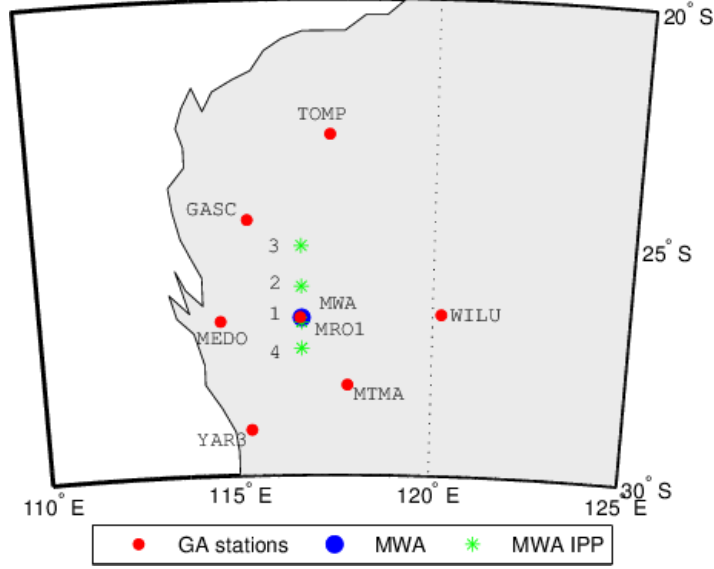 20° S
TOMP
GASC
3
25° S
2
MWA
1
WILU
MRO1
MEDO
4
MTMA
YAR3
30° S
110° E
115° E
120° E
125° E
GA stations
MWA
MWA IPP